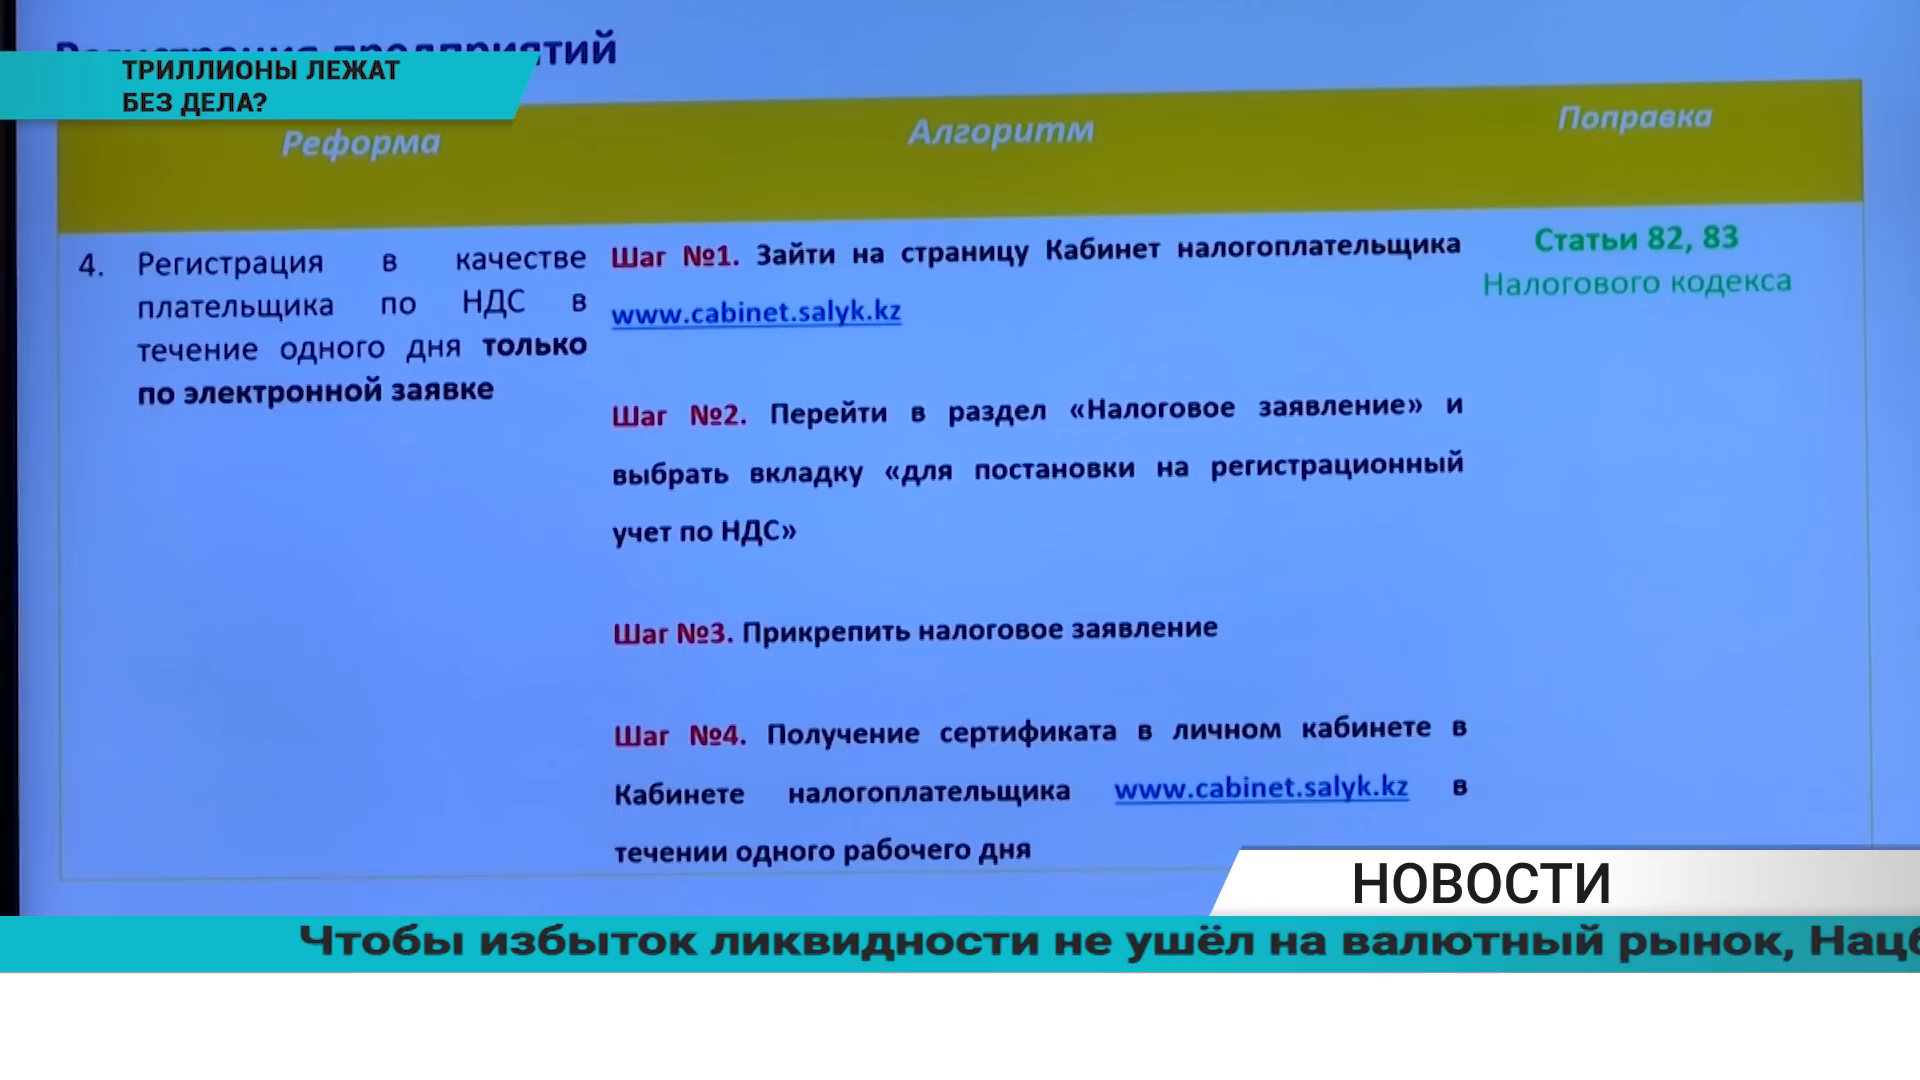 предприятий
ТРИЛЛИОНЫ ЛЕЖАТ
БЕЗ ДЕЛА?
Реформа
Алгоритм
Поправка
4. Регистрация в качестве
плательщика по НДС в
течение одного дня только
по электронной заявке
Шаг №1. Зайти на страницу Кабинет налогоплательщика
www.cabinet.salyk.kz
Шаг №2. Перейти в раздел «Налоговое заявление» и
выбрать вкладку «для постановки на регистрационный
учет по НДС»
Шаг №3. Прикрепить налоговое заявление
Шаг №4. Получение сертификата в личном кабинете в
Кабинете налогоплательщика www.cabinet.salyk.kz в
течении одного рабочего дня
Статьи 82, 83
Налогового кодекса
НОВОСТИ
Чтобы избыток ликвидности не ушёл на валютный рынок,